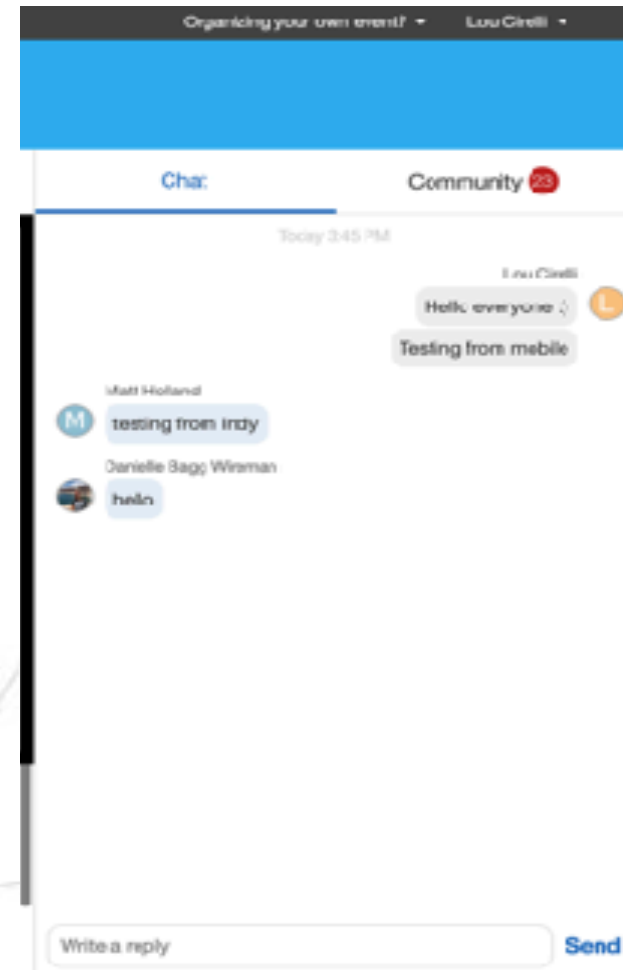 Organizing your own event?
Lou Cirelli
Chat
Community 23
Today 3:45 PM
Lou Cirelli
Hello everyone :)
L
Testing from mobile
Matt Holland
M
testing from indy
Danielle Bagg Wireman
hello
Write a reply
Send